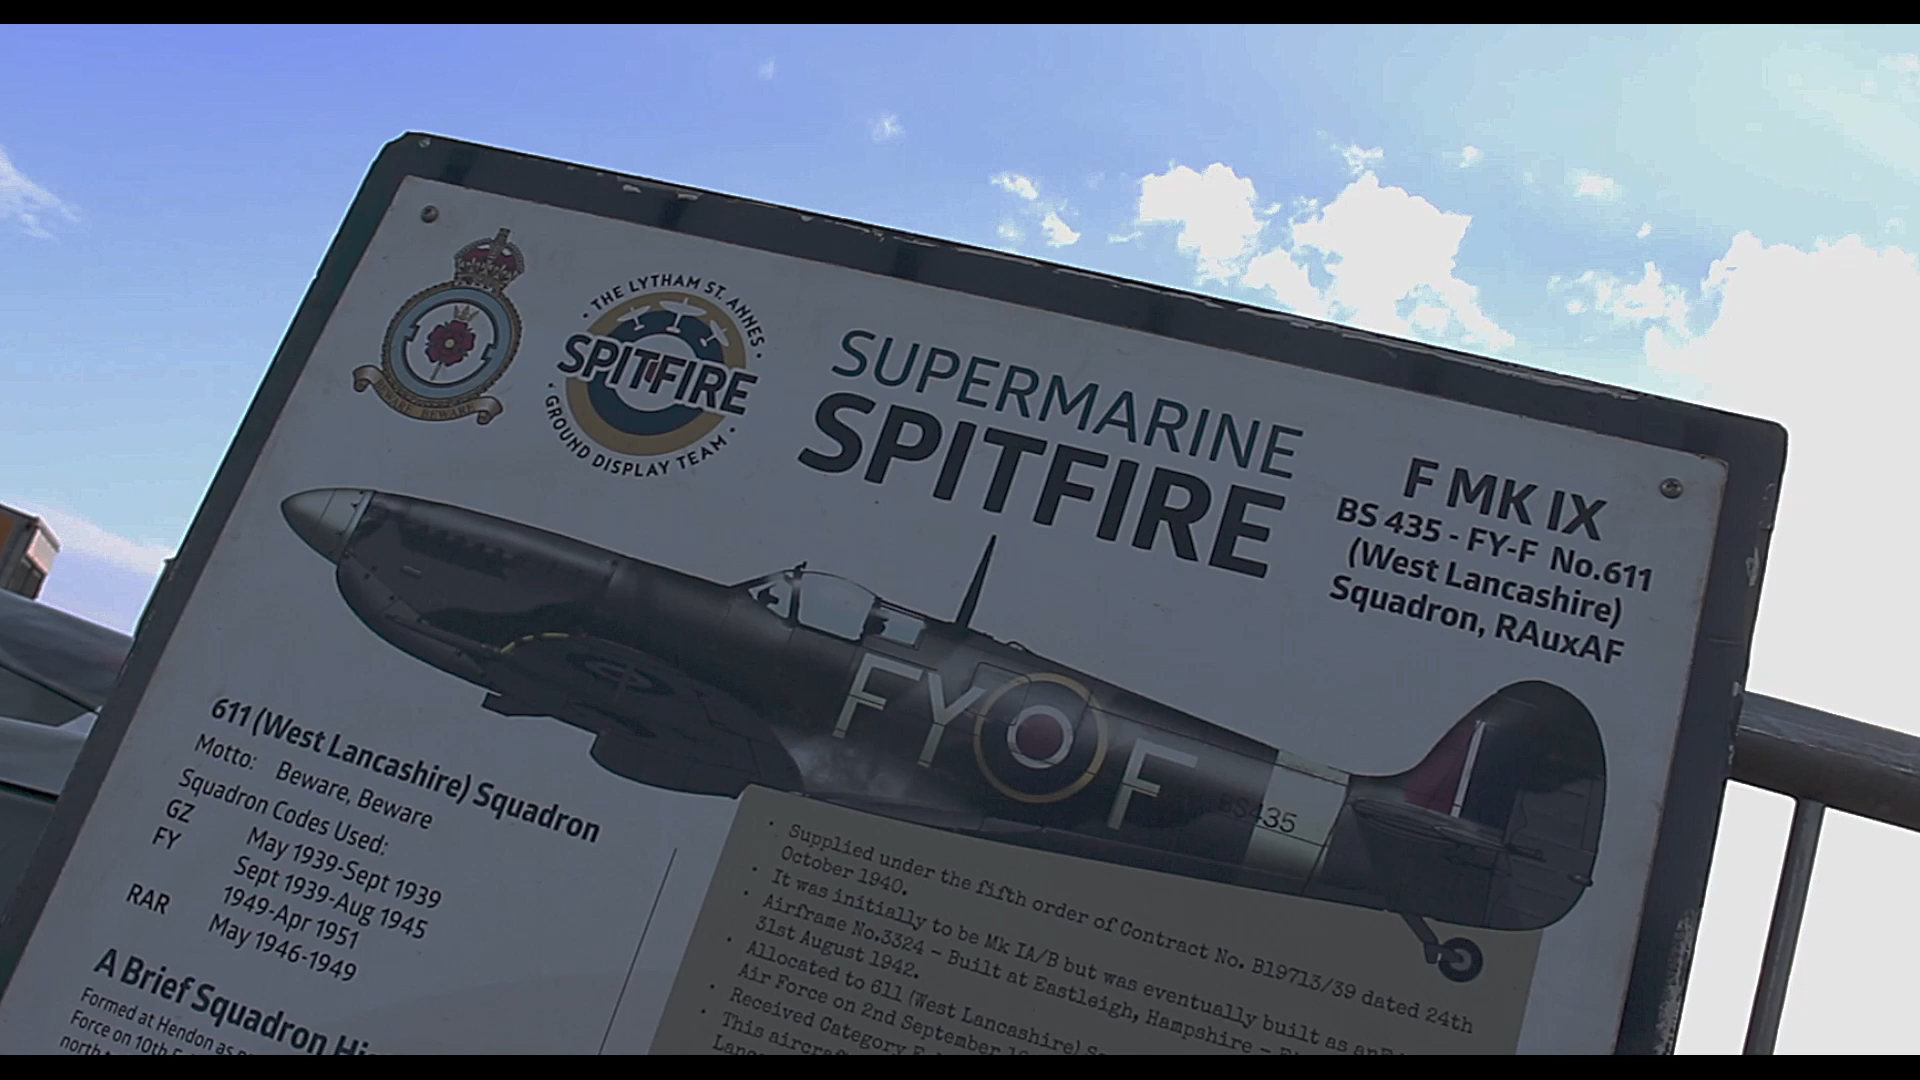 THE LYTHAM ST. ANNES
SPITFIRE
GROUND DISPLAY TEAM
BEWARE BEWARE
SUPERMARINE
SPITFIRE
F MK IX
BS 435 - FY-F No.611
(West Lancashire)
Squadron, RAuxAF
FY F
BS435
611 (West Lancashire) Squadron
Motto: Beware, Beware
Squadron Codes Used:
GZ May 1939-Sept 1939
FY Sept 1939-Aug 1945
1949-Apr 1951
RAR May 1946-1949
A Brief Squadron
Formed at Hendon as
Force on 10th
north
• Supplied under the fifth order of Contract No. B19713/39 dated 24th
October 1940.
• It was initially to be Mk IA/B but was eventually built as an
• Airframe No.3324 - Built at Eastleigh, Hampshire -
31st August 1942.
• Allocated to 611 (West Lancashire)
Air Force on 2nd September
• Received Category
• This